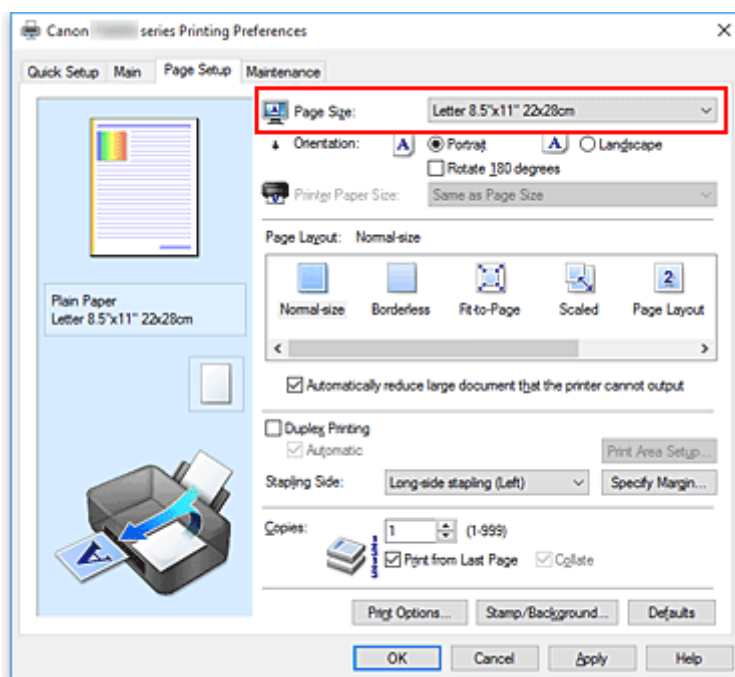 Canon series Printing Preferences
Quick Setup Main Page Setup Maintenance
Page Size: Letter 8.5"x11" 22x28cm
Orientation: A Portrait A Landscape
Rotate 180 degrees
Printer Paper Size: Same as Page Size
Page Layout: Normal-size
2
Normal-size Borderless Fit-to-Page Scaled Page Layout
Automatically reduce large document that the printer cannot output
Plain Paper
Letter 8.5"x11" 22x28cm
Duplex Printing
Automatic
Print Area Setup...
Stapling Side: Long-side stapling (Left) Specify Margin...
Copies: 1 (1-999)
Print from Last Page Collate
A
Print Options... Stamp/Background... Defaults
OK Cancel Apply Help